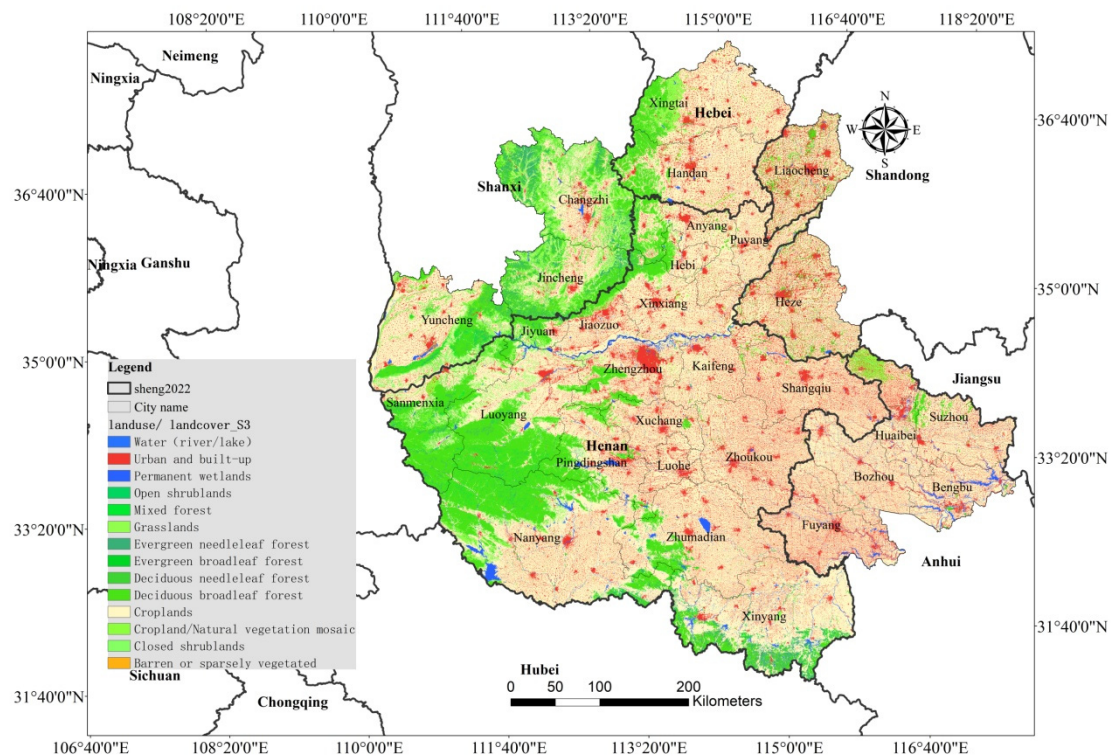 108°20'0"E 110°0'0"E 111°40'0"E 113°20'0"E 115°0'0"E 116°40'0"E 118°20'0"E
Neimeng
Ningxia
Xingtai
Hebei
N
W E
S
36°40'0"N
Handan
Liaocheng
Shandong
36°40'0"N
Shanxi
Changzhi
Anyang
Puyang
Ningxia
Ganshu
Hebi
Jincheng
35°0'0"N
Heze
Xinxiang
Yuncheng
Jiyuan
Jiaozuo
35°0'0"N
Zhengzhou
Kaifeng
Legend
sheng2022
City name
landuse/ landcover_S3
Water (river/lake)
Urban and built-up
Permanent wetlands
Open shrublands
Mixed forest
Grasslands
Evergreen needleleaf forest
Evergreen broadleaf forest
Deciduous needleleaf forest
Deciduous broadleaf forest
Croplands
Cropland/Natural vegetation mosaic
Closed shrublands
Barren or sparsely vegetated
Jiangsu
Shangqiu
Sanmenxia
Luoyang
Suzhou
Xuchang
Huaibei
Henan
33°20'0"N
Pingdingshan
Luohe
Zhoukou
Bozhou
Bengbu
33°20'0"N
Fuyang
Nanyang
Zhumadian
Anhui
Xinyang
31°40'0"N
Sichuan
Hubei
0 50 100 200
Kilometers
31°40'0"N
Chongqing
106°40'0"E 108°20'0"E 110°0'0"E 111°40'0"E 113°20'0"E 115°0'0"E 116°40'0"E